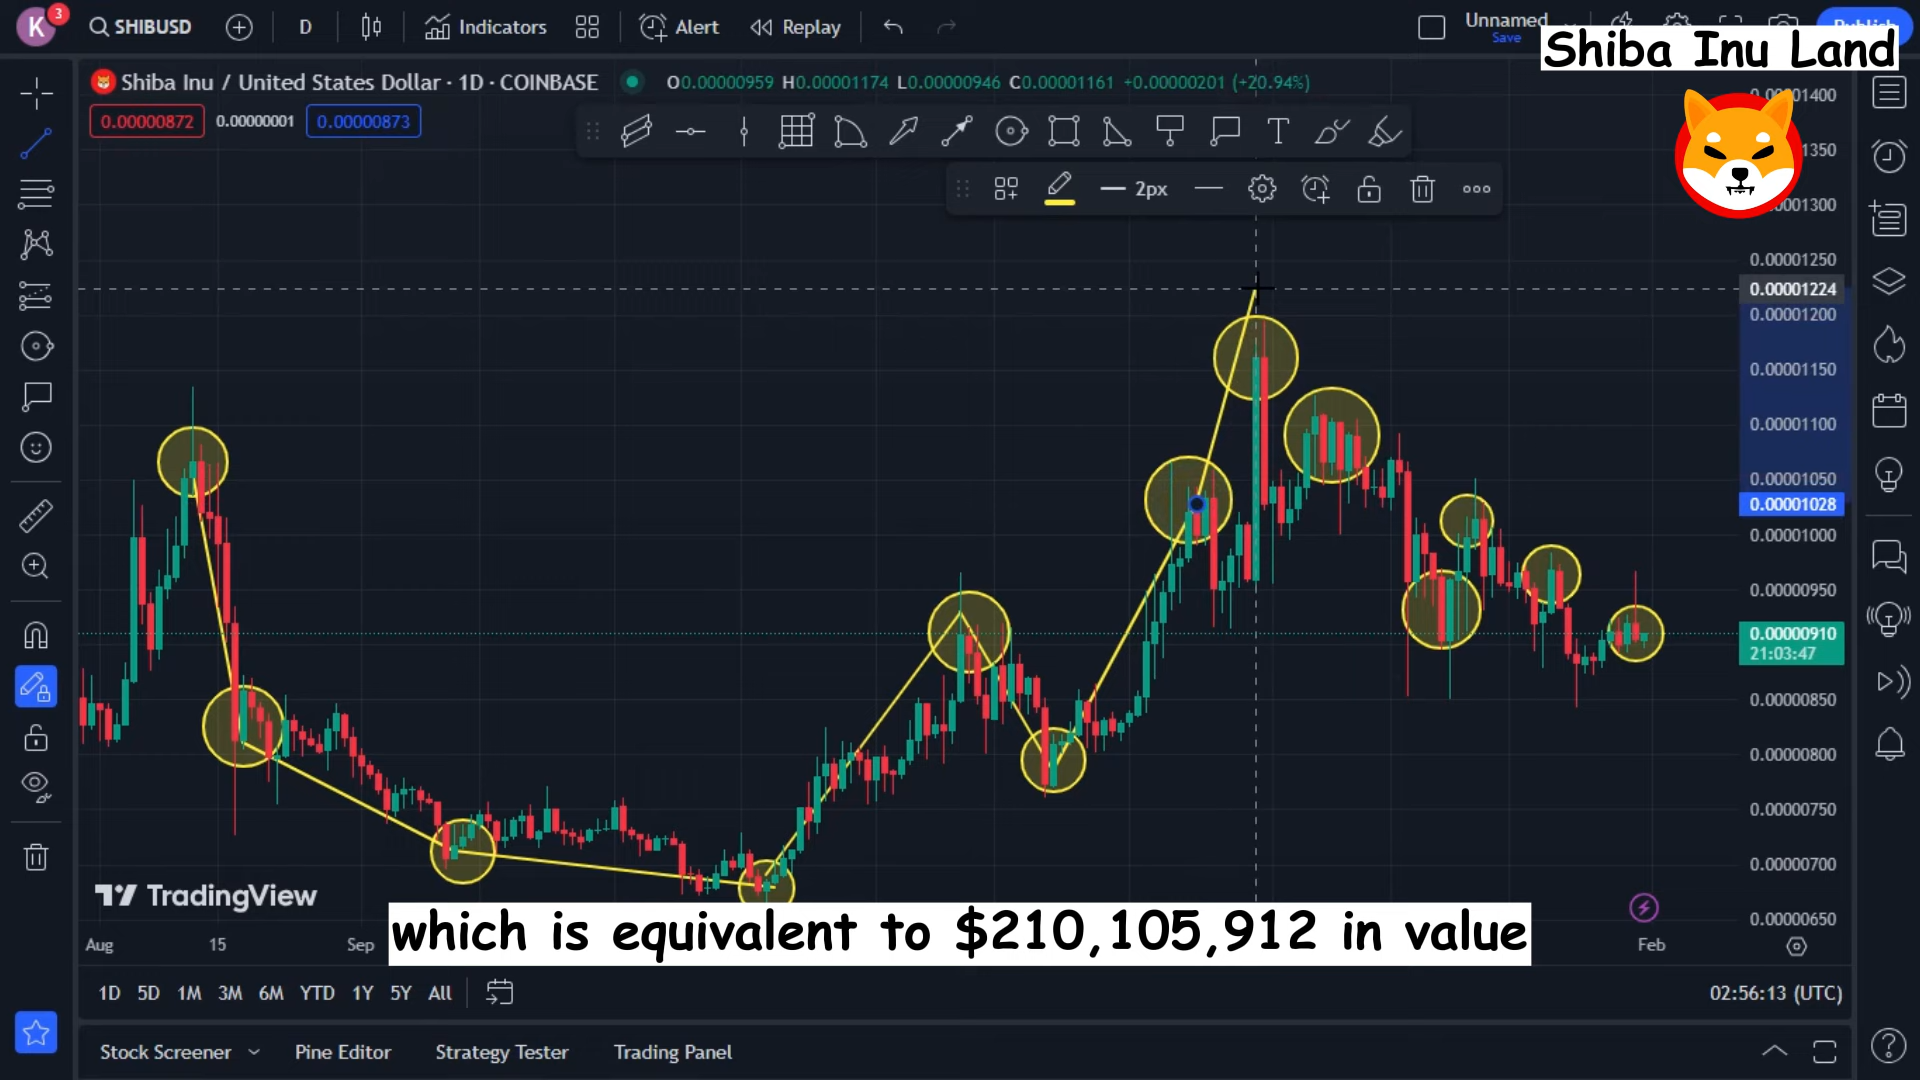 K
3
SHIBUSD
D
Indicators
Alert
Replay
Unnamed
Save
Publish
Shiba Inu Land
Shiba Inu / United States Dollar · 1D · COINBASE
O0.00000959 H0.00001174 L0.00000946 C0.00001161 +0.00000201 (+20.94%)
0.00000872 0.00000001 0.00000873
2px
T
01400
1350
0.00001300
0.00001250
0.00001224
0.00001200
0.00001150
0.00001100
0.00001050
0.00001028
0.00001000
0.00000950
0.00000910
21:03:47
0.00000850
0.00000800
0.00000750
0.00000700
0.00000650
TradingView
which is equivalent to $210,105,912 in value
Aug 15 Sep Feb
1D 5D 1M 3M 6M YTD 1Y 5Y All
02:56:13 (UTC)
Stock Screener Pine Editor Strategy Tester Trading Panel